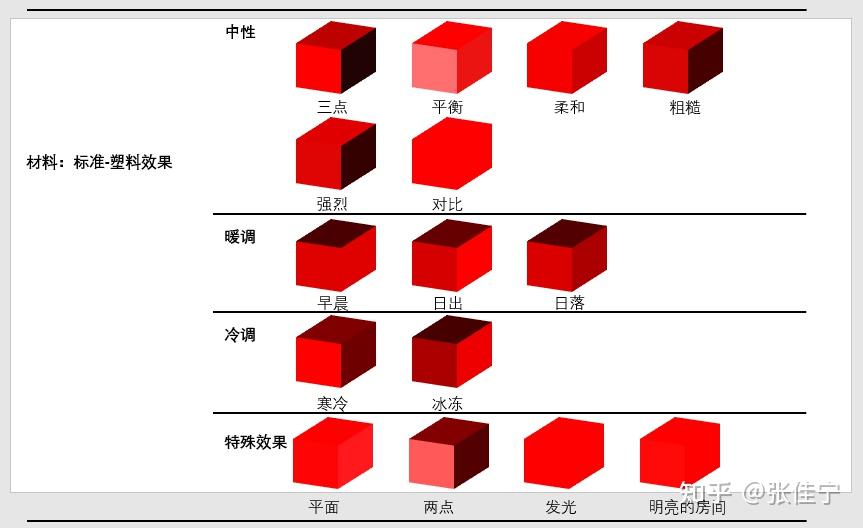 中性
三点 平衡 柔和 粗糙
材料：标准-塑料效果
强烈 对比
暖调
早晨 日出 日落
冷调
寒冷 冰冻
特殊效果
平面 两点 发光 明亮的房间
知乎 @张佳宁